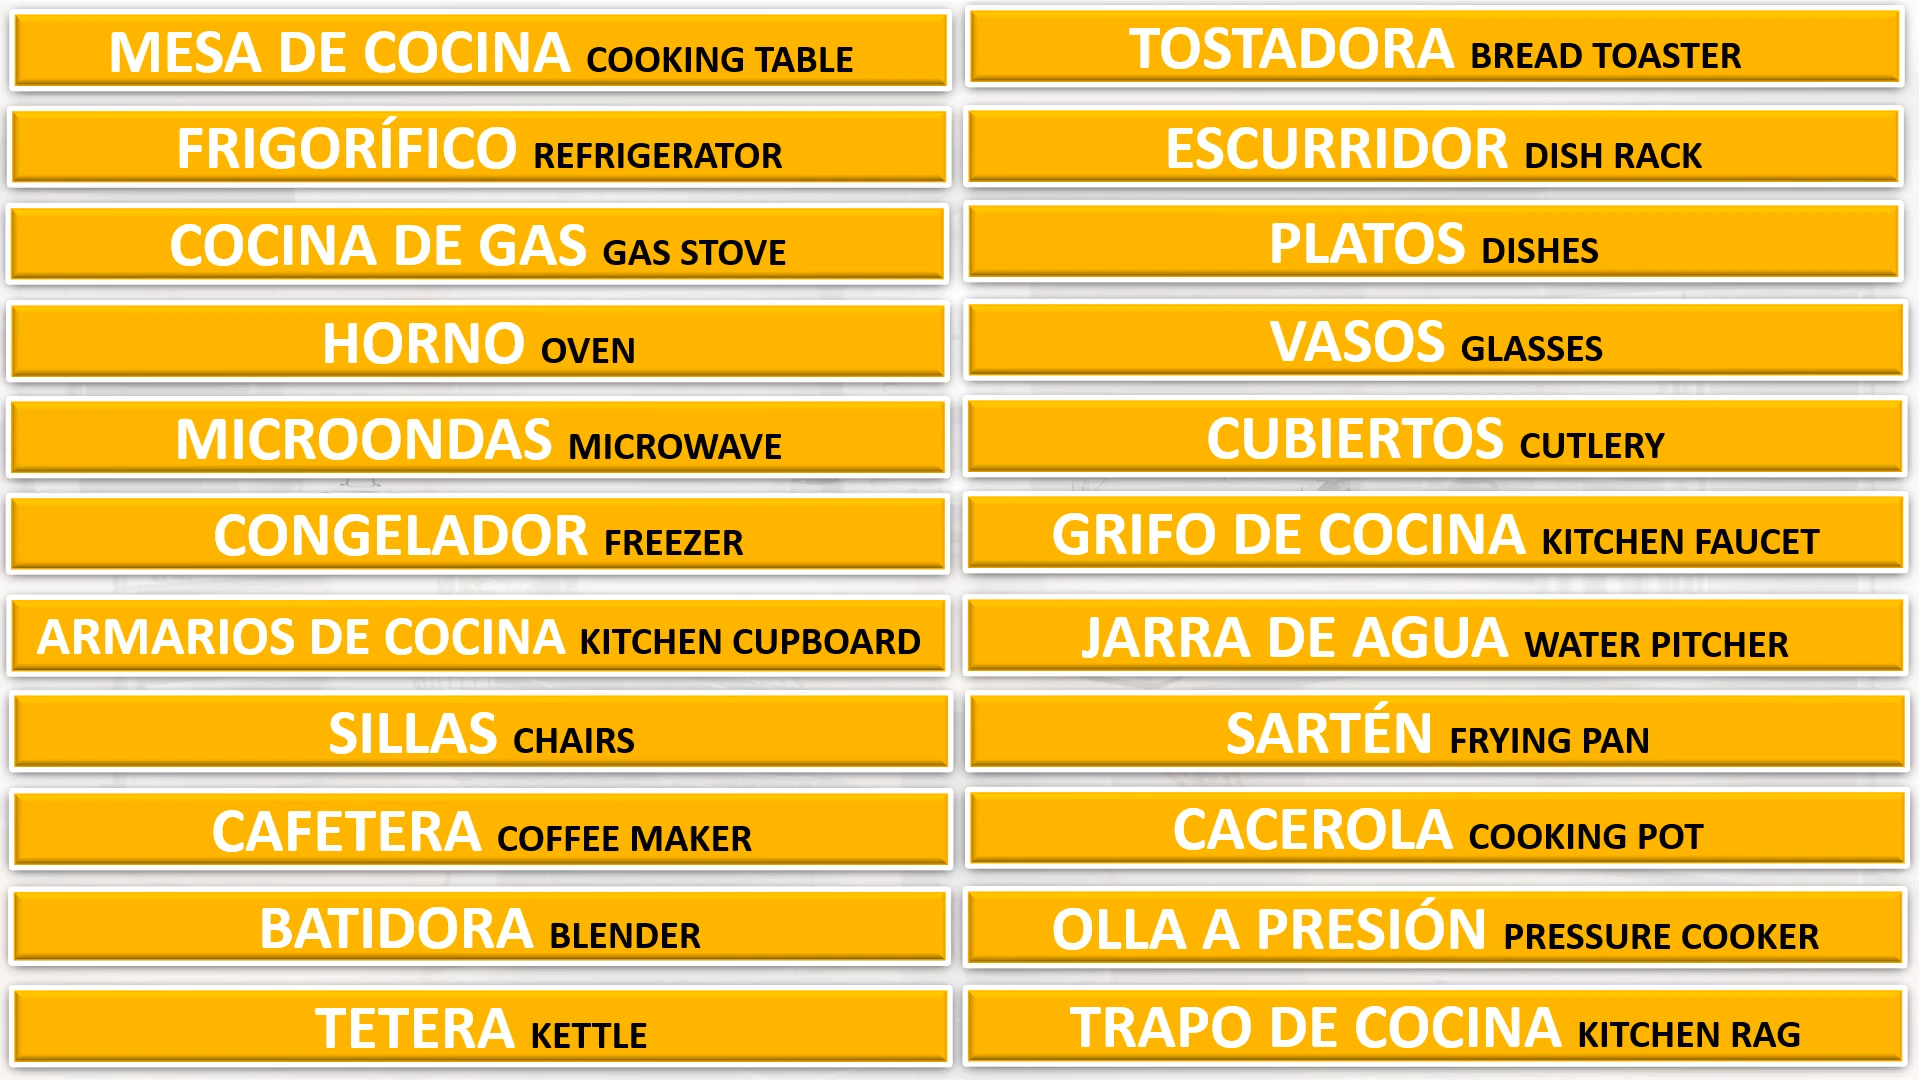 MESA DE COCINA COOKING TABLE
FRIGORÍFICO REFRIGERATOR
COCINA DE GAS GAS STOVE
HORNO OVEN
MICROONDAS MICROWAVE
CONGELADOR FREEZER
ARMARIOS DE COCINA KITCHEN CUPBOARD
SILLAS CHAIRS
CAFETERA COFFEE MAKER
BATIDORA BLENDER
TETERA KETTLE
TOSTADORA BREAD TOASTER
ESCURRIDOR DISH RACK
PLATOS DISHES
VASOS GLASSES
CUBIERTOS CUTLERY
GRIFO DE COCINA KITCHEN FAUCET
JARRA DE AGUA WATER PITCHER
SARTÉN FRYING PAN
CACEROLA COOKING POT
OLLA A PRESIÓN PRESSURE COOKER
TRAPO DE COCINA KITCHEN RAG